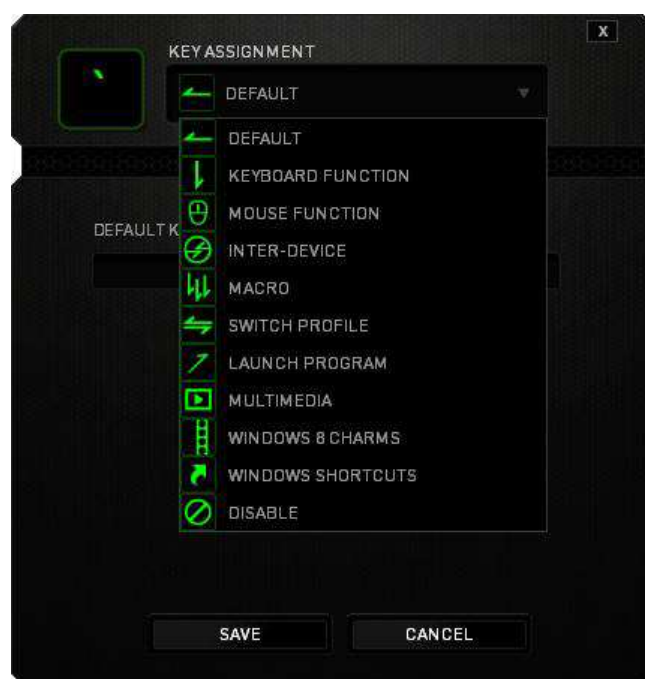 X
KEY ASSIGNMENT
`
DEFAULT
DEFAULT
KEYBOARD FUNCTION
MOUSE FUNCTION
DEFAULT K
INTER-DEVICE
MACRO
SWITCH PROFILE
LAUNCH PROGRAM
MULTIMEDIA
WINDOWS 8 CHARMS
WINDOWS SHORTCUTS
DISABLE
SAVE
CANCEL